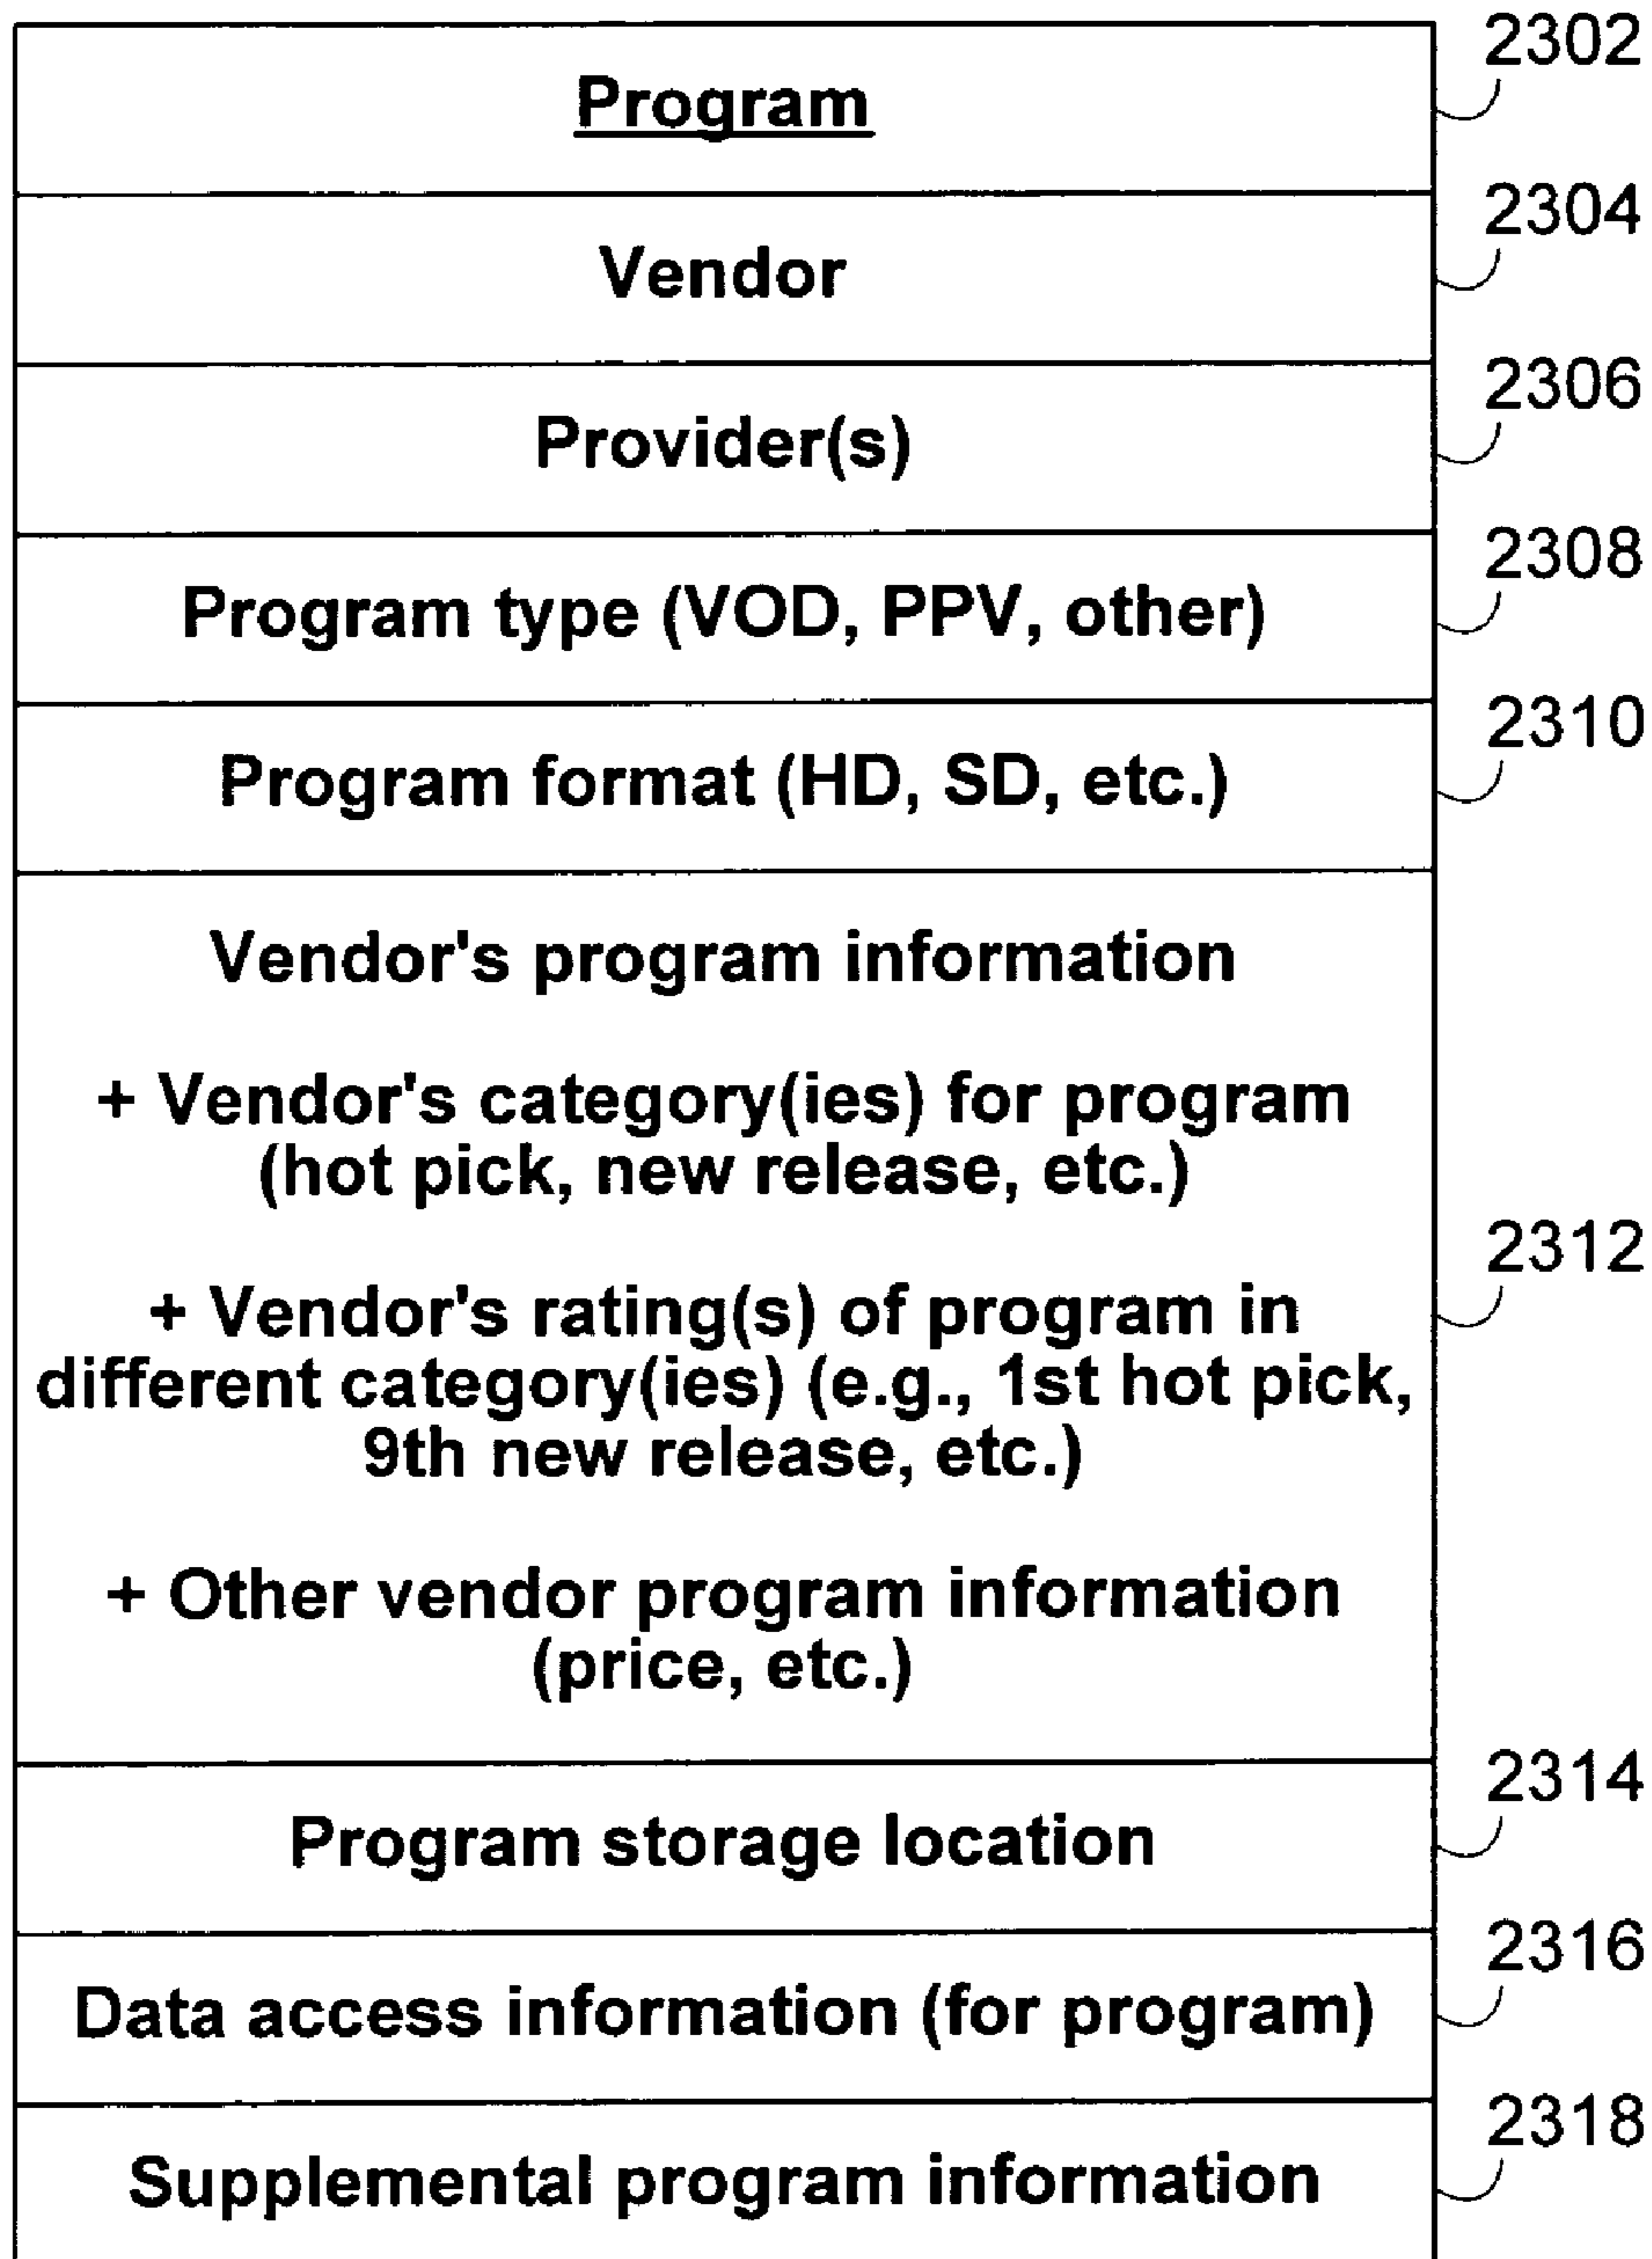 2302
Program
2304
Vendor
2306
Provider(s)
2308
Program type (VOD, PPV, other)
2310
Program format (HD, SD, etc.)
Vendor's program information
+ Vendor's category(ies) for program
(hot pick, new release, etc.)
2312
+ Vendor's rating(s) of program in
different category(ies) (e.g., 1st hot pick,
9th new release, etc.)
+ Other vendor program information
(price, etc.)
2314
Program storage location
2316
Data access information (for program)
2318
Supplemental program information